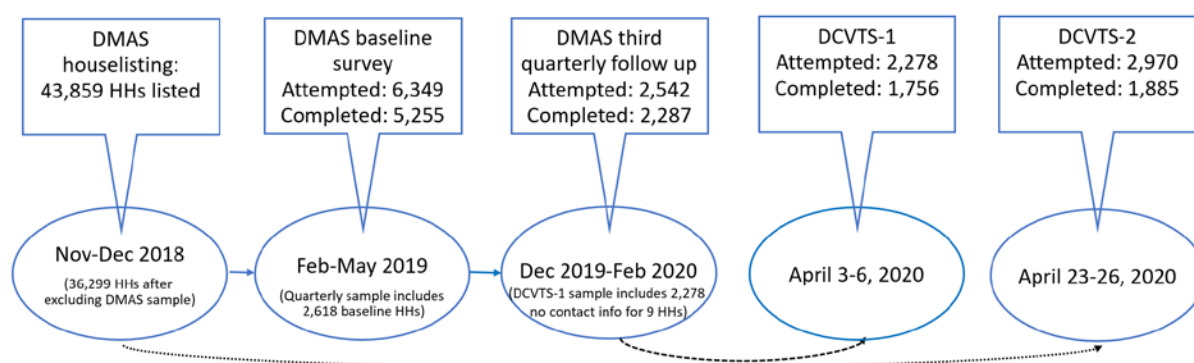 DMAS
houselisting:
43,859 HHs listed
DMAS baseline
survey
Attempted: 6,349
Completed: 5,255
DMAS third
quarterly follow up
Attempted: 2,542
Completed: 2,287
DCVTS-1
Attempted: 2,278
Completed: 1,756
DCVTS-2
Attempted: 2,970
Completed: 1,885
Nov-Dec 2018
(36,299 HHs after
excluding DMAS sample)
Feb-May 2019
(Quarterly sample includes
2,618 baseline HHs)
Dec 2019-Feb 2020
(DCVTS-1 sample includes 2,278
no contact info for 9 HHs)
April 3-6, 2020
April 23-26, 2020